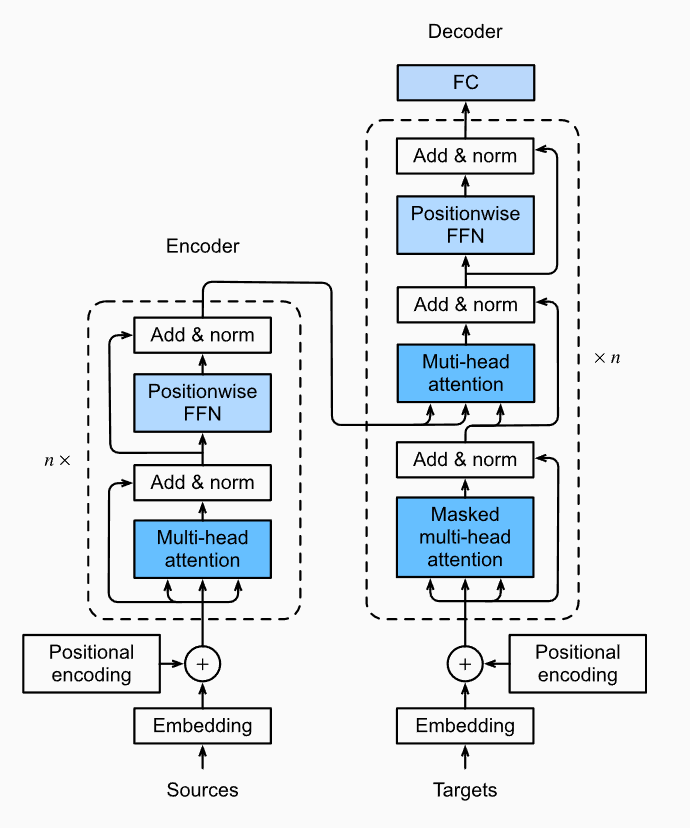 Decoder
FC
Add & norm
Positionwise
FFN
Add & norm
Muti-head
attention
× n
Add & norm
Masked
multi-head
attention
Positional
encoding
+
Embedding
Targets
Encoder
Add & norm
Positionwise
FFN
n ×
Add & norm
Multi-head
attention
Positional
encoding
+
Embedding
Sources